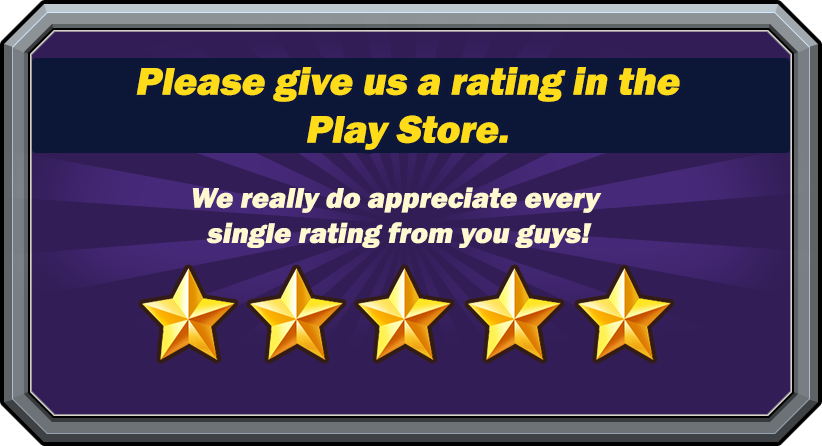 Please give us a rating in the
Play Store.
We really do appreciate every
single rating from you guys!